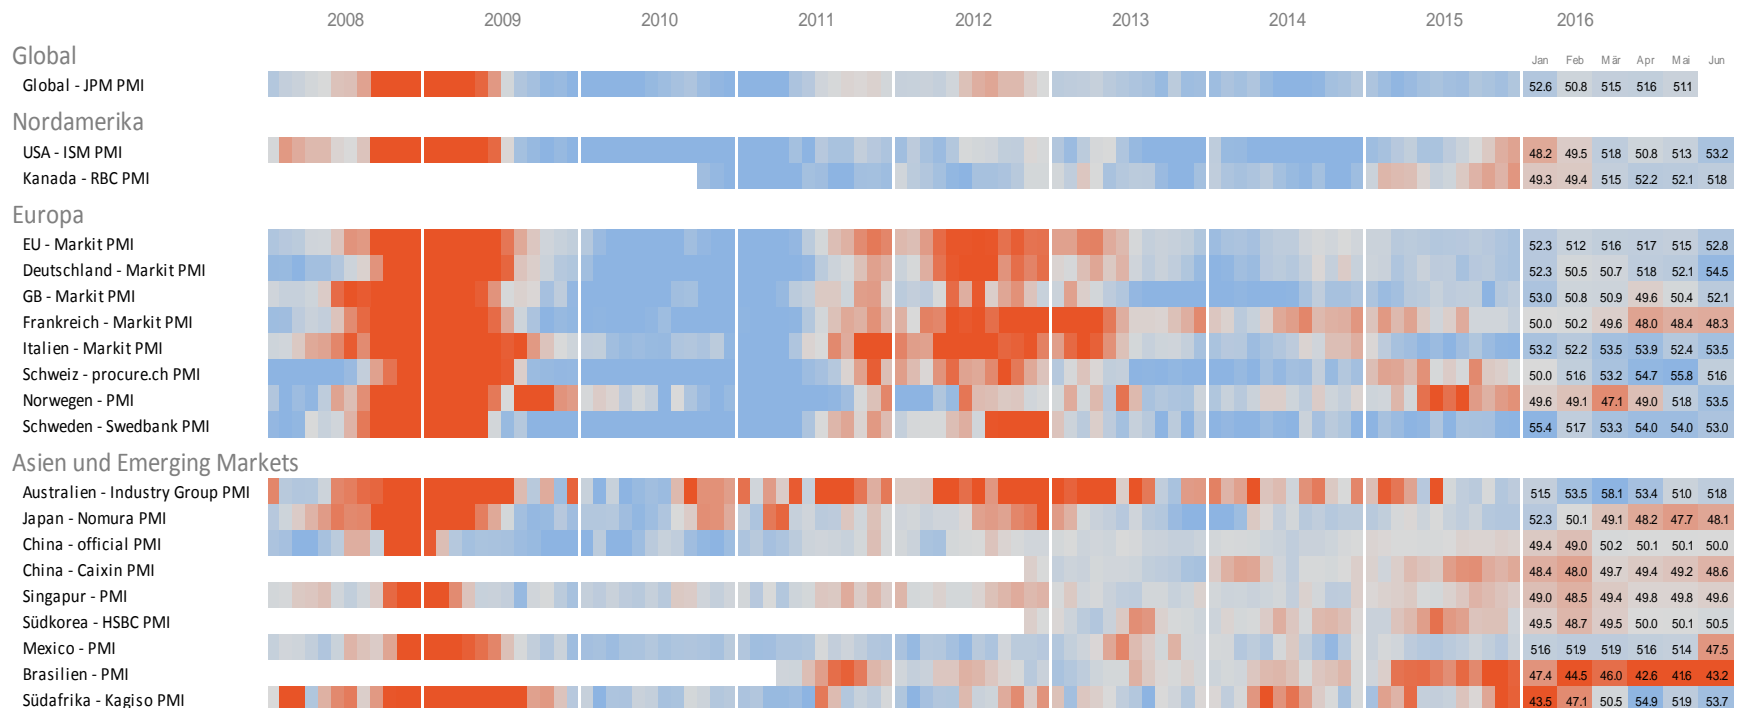 2008 2009 2010 2011 2012 2013 2014 2015 2016
Global
Jan Feb Mär Apr Mai Jun
Global - JPM PMI 52.6 50.8 51.5 51.6 51.1
Nordamerika
USA - ISM PMI 48.2 49.5 51.8 50.8 51.3 53.2
Kanada - RBC PMI 49.3 49.4 51.5 52.2 52.1 51.8
Europa
EU - Markit PMI 52.3 51.2 51.6 51.7 51.5 52.8
Deutschland - Markit PMI 52.3 50.5 50.7 51.8 52.1 54.5
GB - Markit PMI 53.0 50.8 50.9 49.6 50.4 52.1
Frankreich - Markit PMI 50.0 50.2 49.6 48.0 48.4 48.3
Italien - Markit PMI 53.2 52.2 53.5 53.9 52.4 53.5
Schweiz - procure.ch PMI 50.0 51.6 53.2 54.7 55.8 51.6
Norwegen - PMI 49.6 49.1 47.1 49.0 51.8 53.5
Schweden - Swedbank PMI 55.4 51.7 53.3 54.0 54.0 53.0
Asien und Emerging Markets
Australien - Industry Group PMI 51.5 53.5 58.1 53.4 51.0 51.8
Japan - Nomura PMI 52.3 50.1 49.1 48.2 47.7 48.1
China - official PMI 49.4 49.0 50.2 50.1 50.1 50.0
China - Caixin PMI 48.4 48.0 49.7 49.4 49.2 48.6
Singapur - PMI 49.0 48.5 49.4 49.8 49.8 49.6
Südkorea - HSBC PMI 49.5 48.7 49.5 50.0 50.1 50.5
Mexico - PMI 51.6 51.9 51.9 51.6 51.4 47.5
Brasilien - PMI 47.4 44.5 46.0 42.6 41.6 43.2
Südafrika - Kagiso PMI 43.5 47.1 50.5 54.9 51.9 53.7